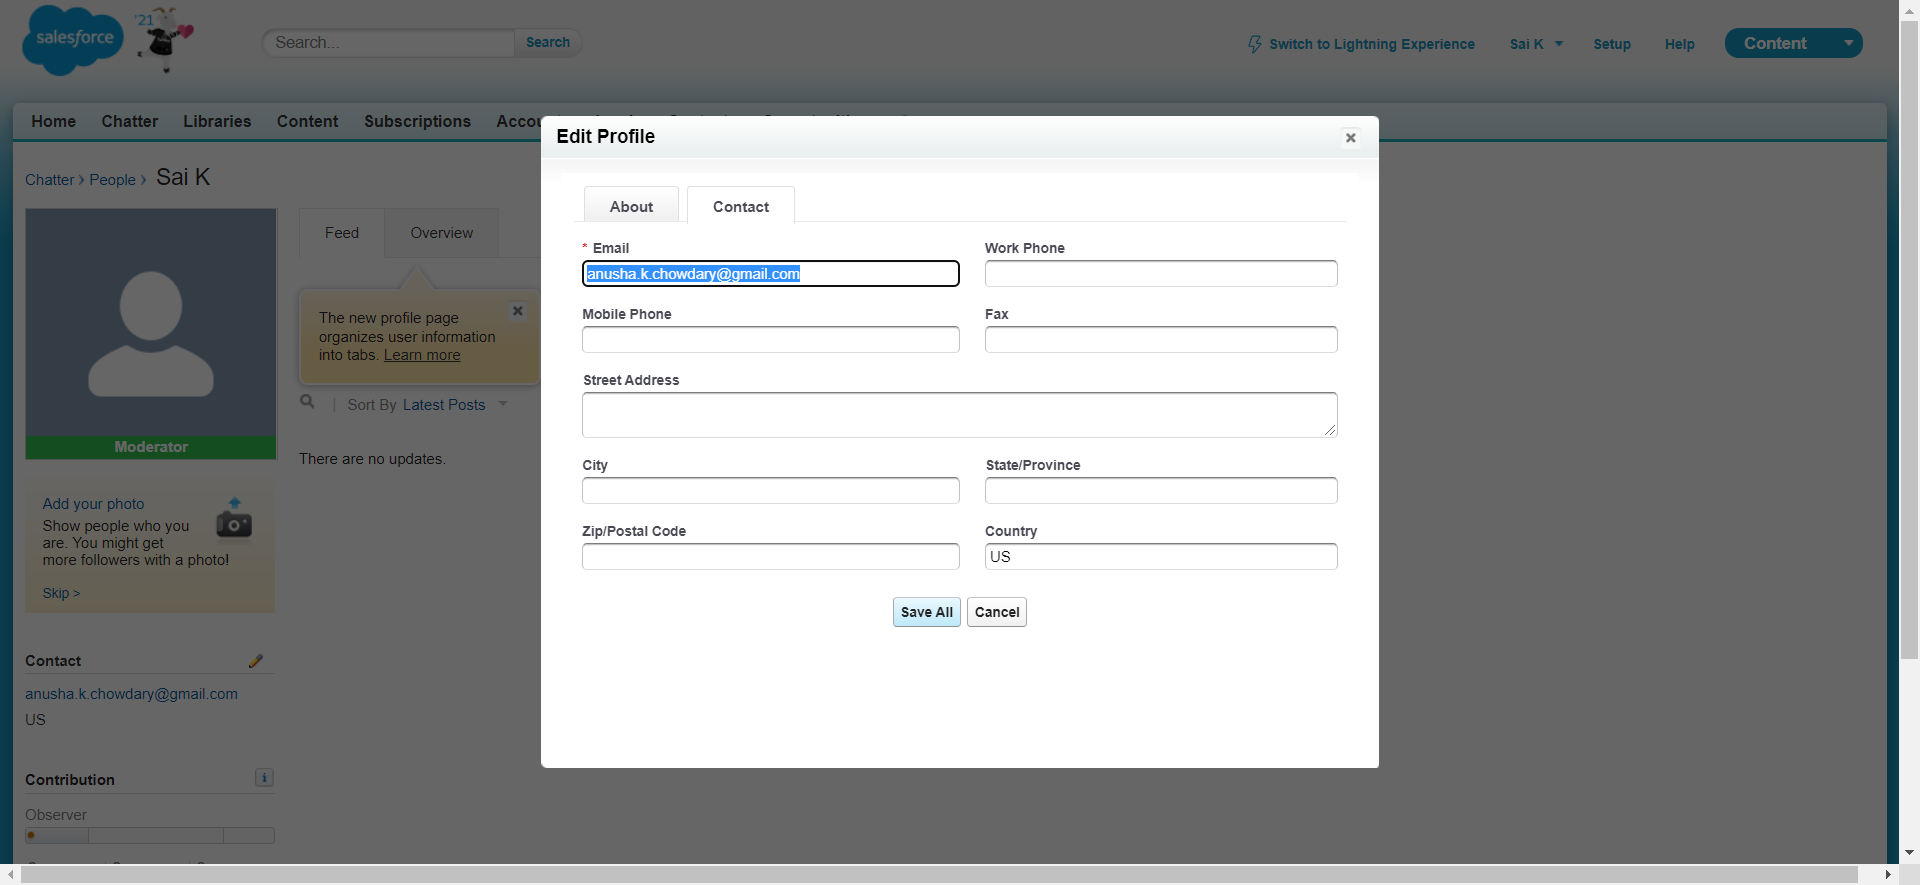 salesforce
'21
Search...
Search
Switch to Lightning Experience
Sai K
Setup
Help
Content
Home
Chatter
Libraries
Content
Subscriptions
Edit Profile
Chatter › People › Sai K
About
Contact
Feed
Overview
* Email
anusha.k.chowdary@gmail.com
Work Phone
Mobile Phone
Fax
Street Address
City
State/Province
Zip/Postal Code
Country
US
Save All
Cancel
The new profile page
organizes user information
into tabs. Learn more
Sort By Latest Posts
There are no updates.
Moderator
Add your photo
Show people who you
are. You might get
more followers with a photo!
Skip >
Contact
anusha.k.chowdary@gmail.com
US
Contribution
Observer